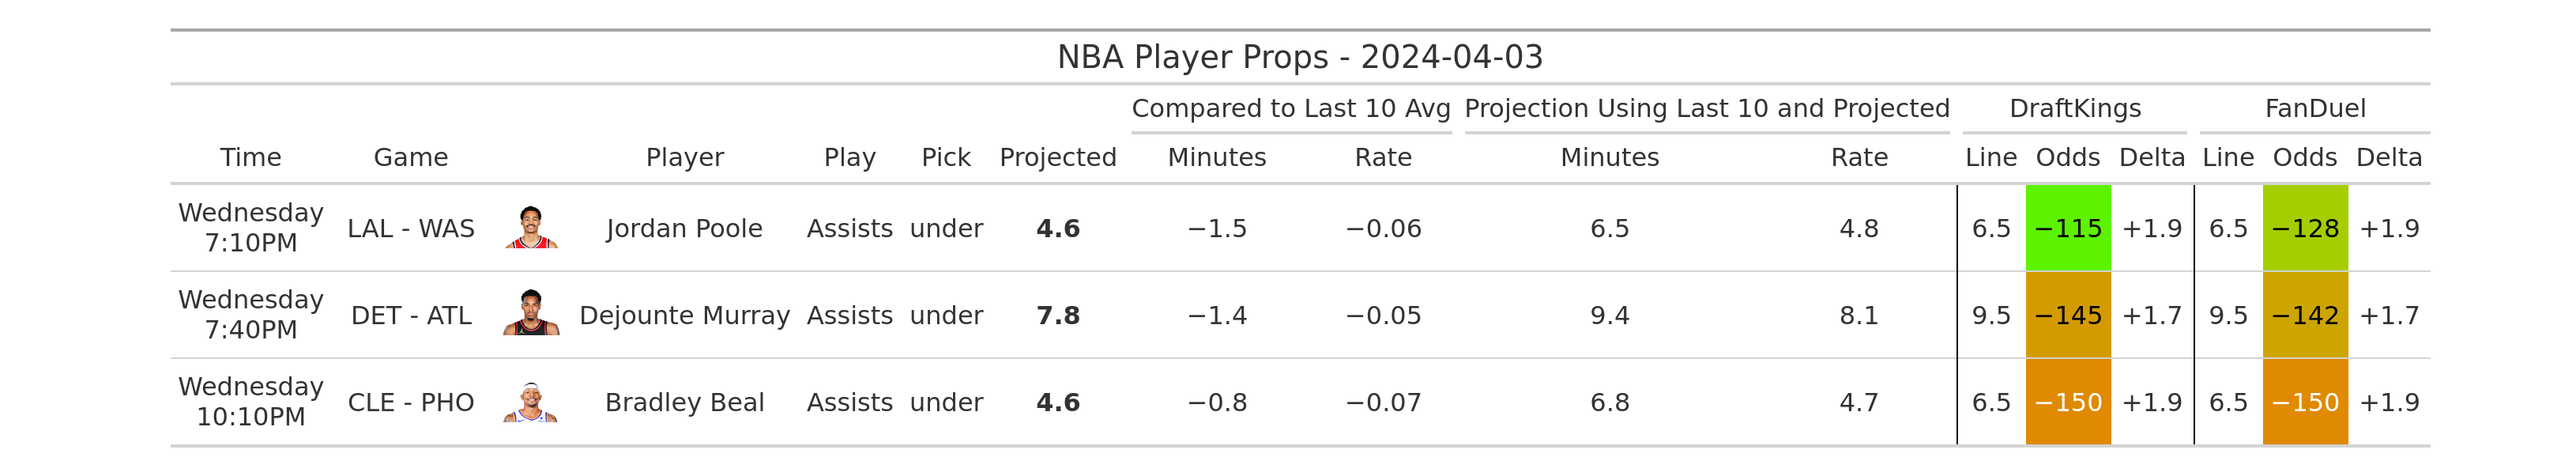 NBA Player Props - 2024-04-03
Compared to Last 10 Avg Projection Using Last 10 and Projected DraftKings FanDuel
Time Game Player Play Pick Projected Minutes Rate Minutes Rate Line Odds Delta Line Odds Delta
Wednesday
7:10PM LAL - WAS Jordan Poole Assists under 4.6 −1.5 −0.06 6.5 4.8 6.5 −115 +1.9 6.5 −128 +1.9
Wednesday
7:40PM DET - ATL Dejounte Murray Assists under 7.8 −1.4 −0.05 9.4 8.1 9.5 −145 +1.7 9.5 −142 +1.7
Wednesday
10:10PM CLE - PHO Bradley Beal Assists under 4.6 −0.8 −0.07 6.8 4.7 6.5 −150 +1.9 6.5 −150 +1.9